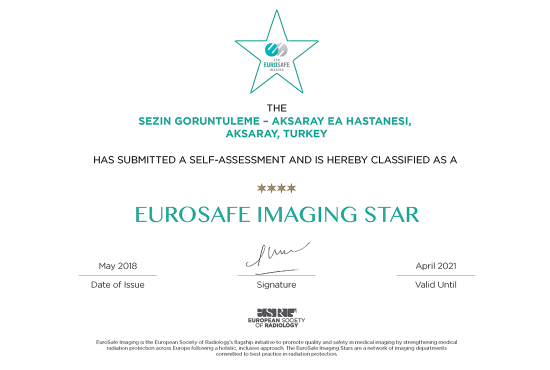 ESR
EUROSAFE
IMAGING
THE
SEZIN GORUNTULEME – AKSARAY EA HASTANESI,
AKSARAY, TURKEY
HAS SUBMITTED A SELF-ASSESSMENT AND IS HEREBY CLASSIFIED AS A
EUROSAFE IMAGING STAR
May 2018
April 2021
Date of Issue
Signature
Valid Until
ESR
EUROPEAN SOCIETY
OF RADIOLOGY
EuroSafe Imaging is the European Society of Radiology's flagship initiative to promote quality and safety in medical imaging by strengthening medical
radiation protection across Europe following a holistic, inclusive approach. The EuroSafe Imaging Stars are a network of imaging departments
committed to best practice in radiation protection.